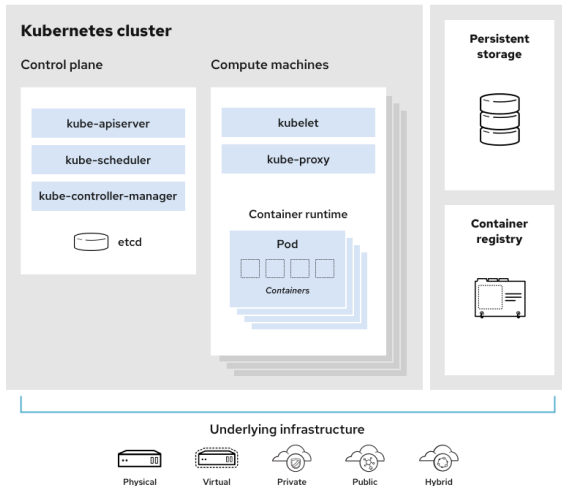 Kubernetes cluster
Control plane
kube-apiserver
kube-scheduler
kube-controller-manager
etcd
Compute machines
kubelet
kube-proxy
Container runtime
Pod
Containers
Persistent
storage
Container
registry
Underlying infrastructure
Physical
Virtual
Private
Public
Hybrid